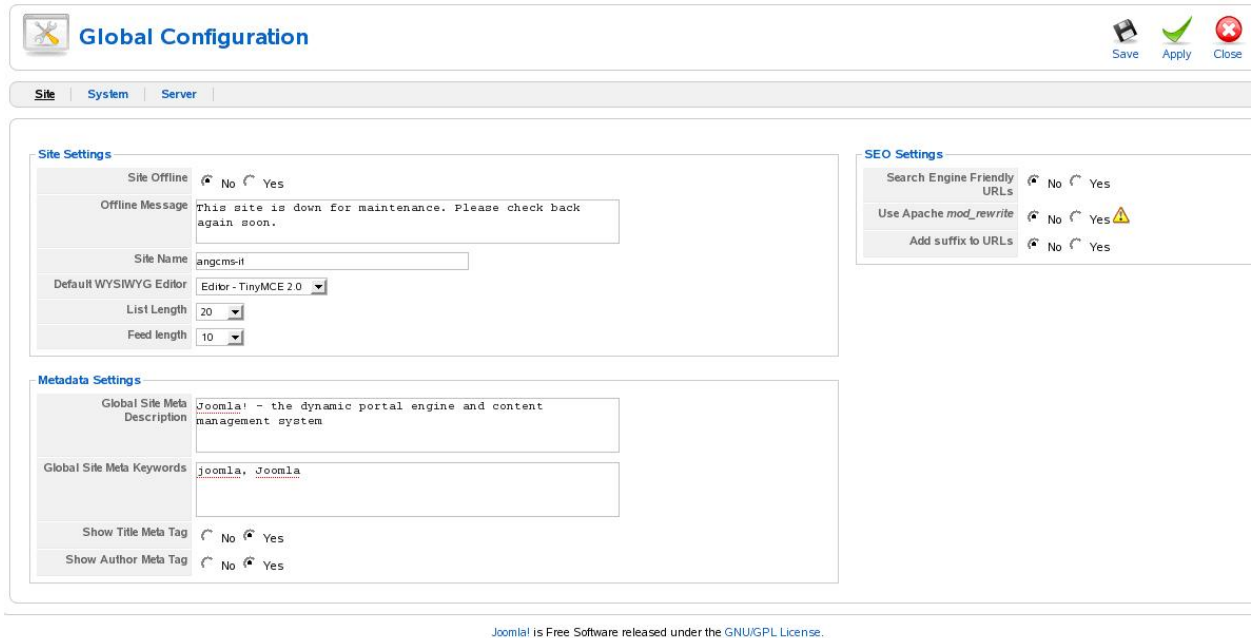 Global Configuration
Save Apply Close
Site System Server
Site Settings
Site Offline No Yes
Offline Message This site is down for maintenance. Please check back
again soon.
Site Name angcms-it
Default WYSIWYG Editor Editor - TinyMCE 2.0
List Length 20
Feed length 10
Metadata Settings
Global Site Meta
Description
Joomla! - the dynamic portal engine and content
management system
Global Site Meta Keywords joomla, Joomla
Show Title Meta Tag No Yes
Show Author Meta Tag No Yes
SEO Settings
Search Engine Friendly
URLs
No Yes
Use Apache mod_rewrite No Yes
Add suffix to URLs No Yes
Joomla! is Free Software released under the GNU/GPL License.